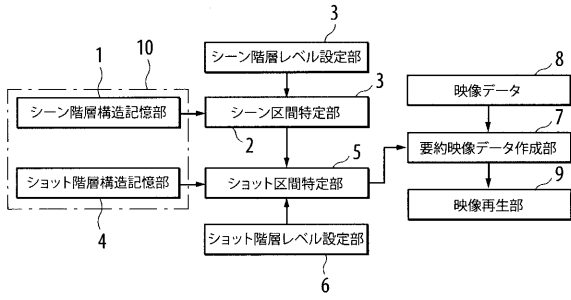 3
シーン階層レベル設定部
10
1
シーン階層構造記憶部
3
シーン区間特定部
2
8
映像データ
7
要約映像データ作成部
5
ショット区間特定部
ショット階層構造記憶部
4
9
映像再生部
ショット階層レベル設定部
6